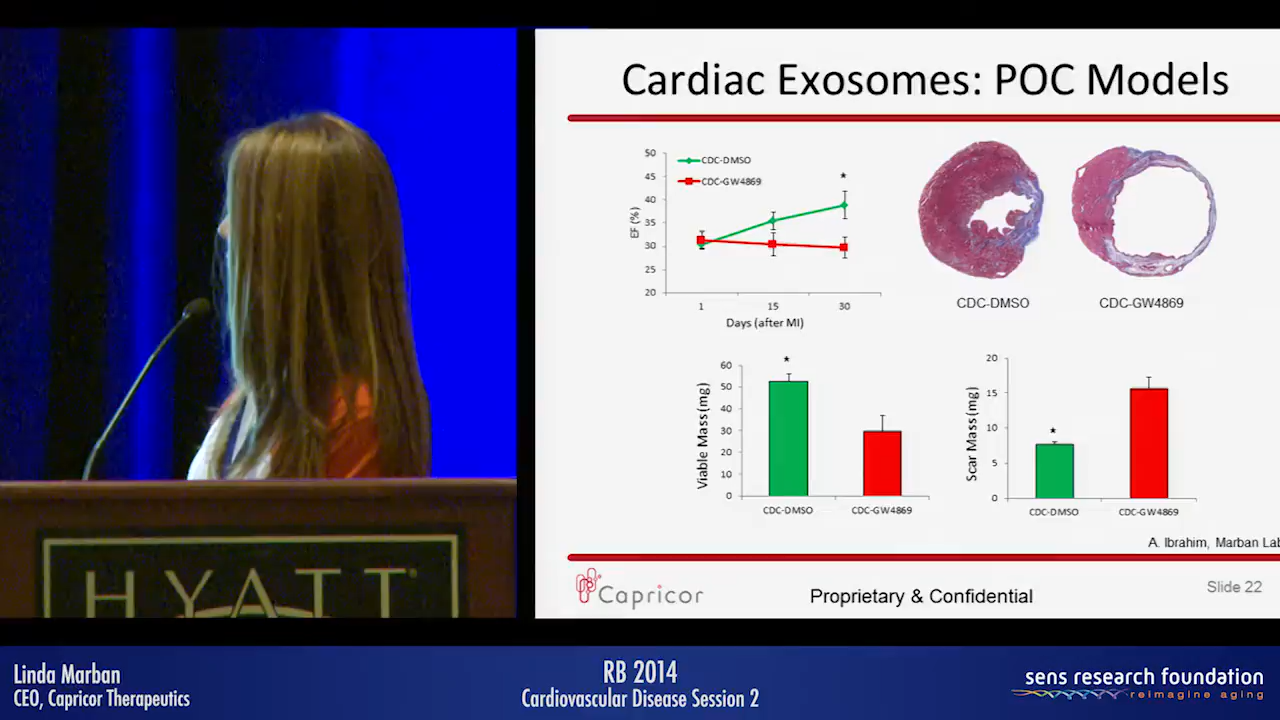 Cardiac Exosomes: POC Models
50
45
40
35
30
25
20
EF (%)
CDC-DMSO
CDC-GW4869
*
1 15 30
Days (after MI)
CDC-DMSO
CDC-GW4869
60
50
40
30
20
10
0
Viable Mass (mg)
*
CDC-DMSO
CDC-GW4869
20
15
10
5
0
Scar Mass (mg)
*
CDC-DMSO
CDC-GW4869
A. Ibrahim, Marban Lab
Capricor
Proprietary & Confidential
Slide 22
HYATT
Linda Marban
CEO, Capricor Therapeutics
RB 2014
Cardiovascular Disease Session 2
sens research foundation
reimagine aging